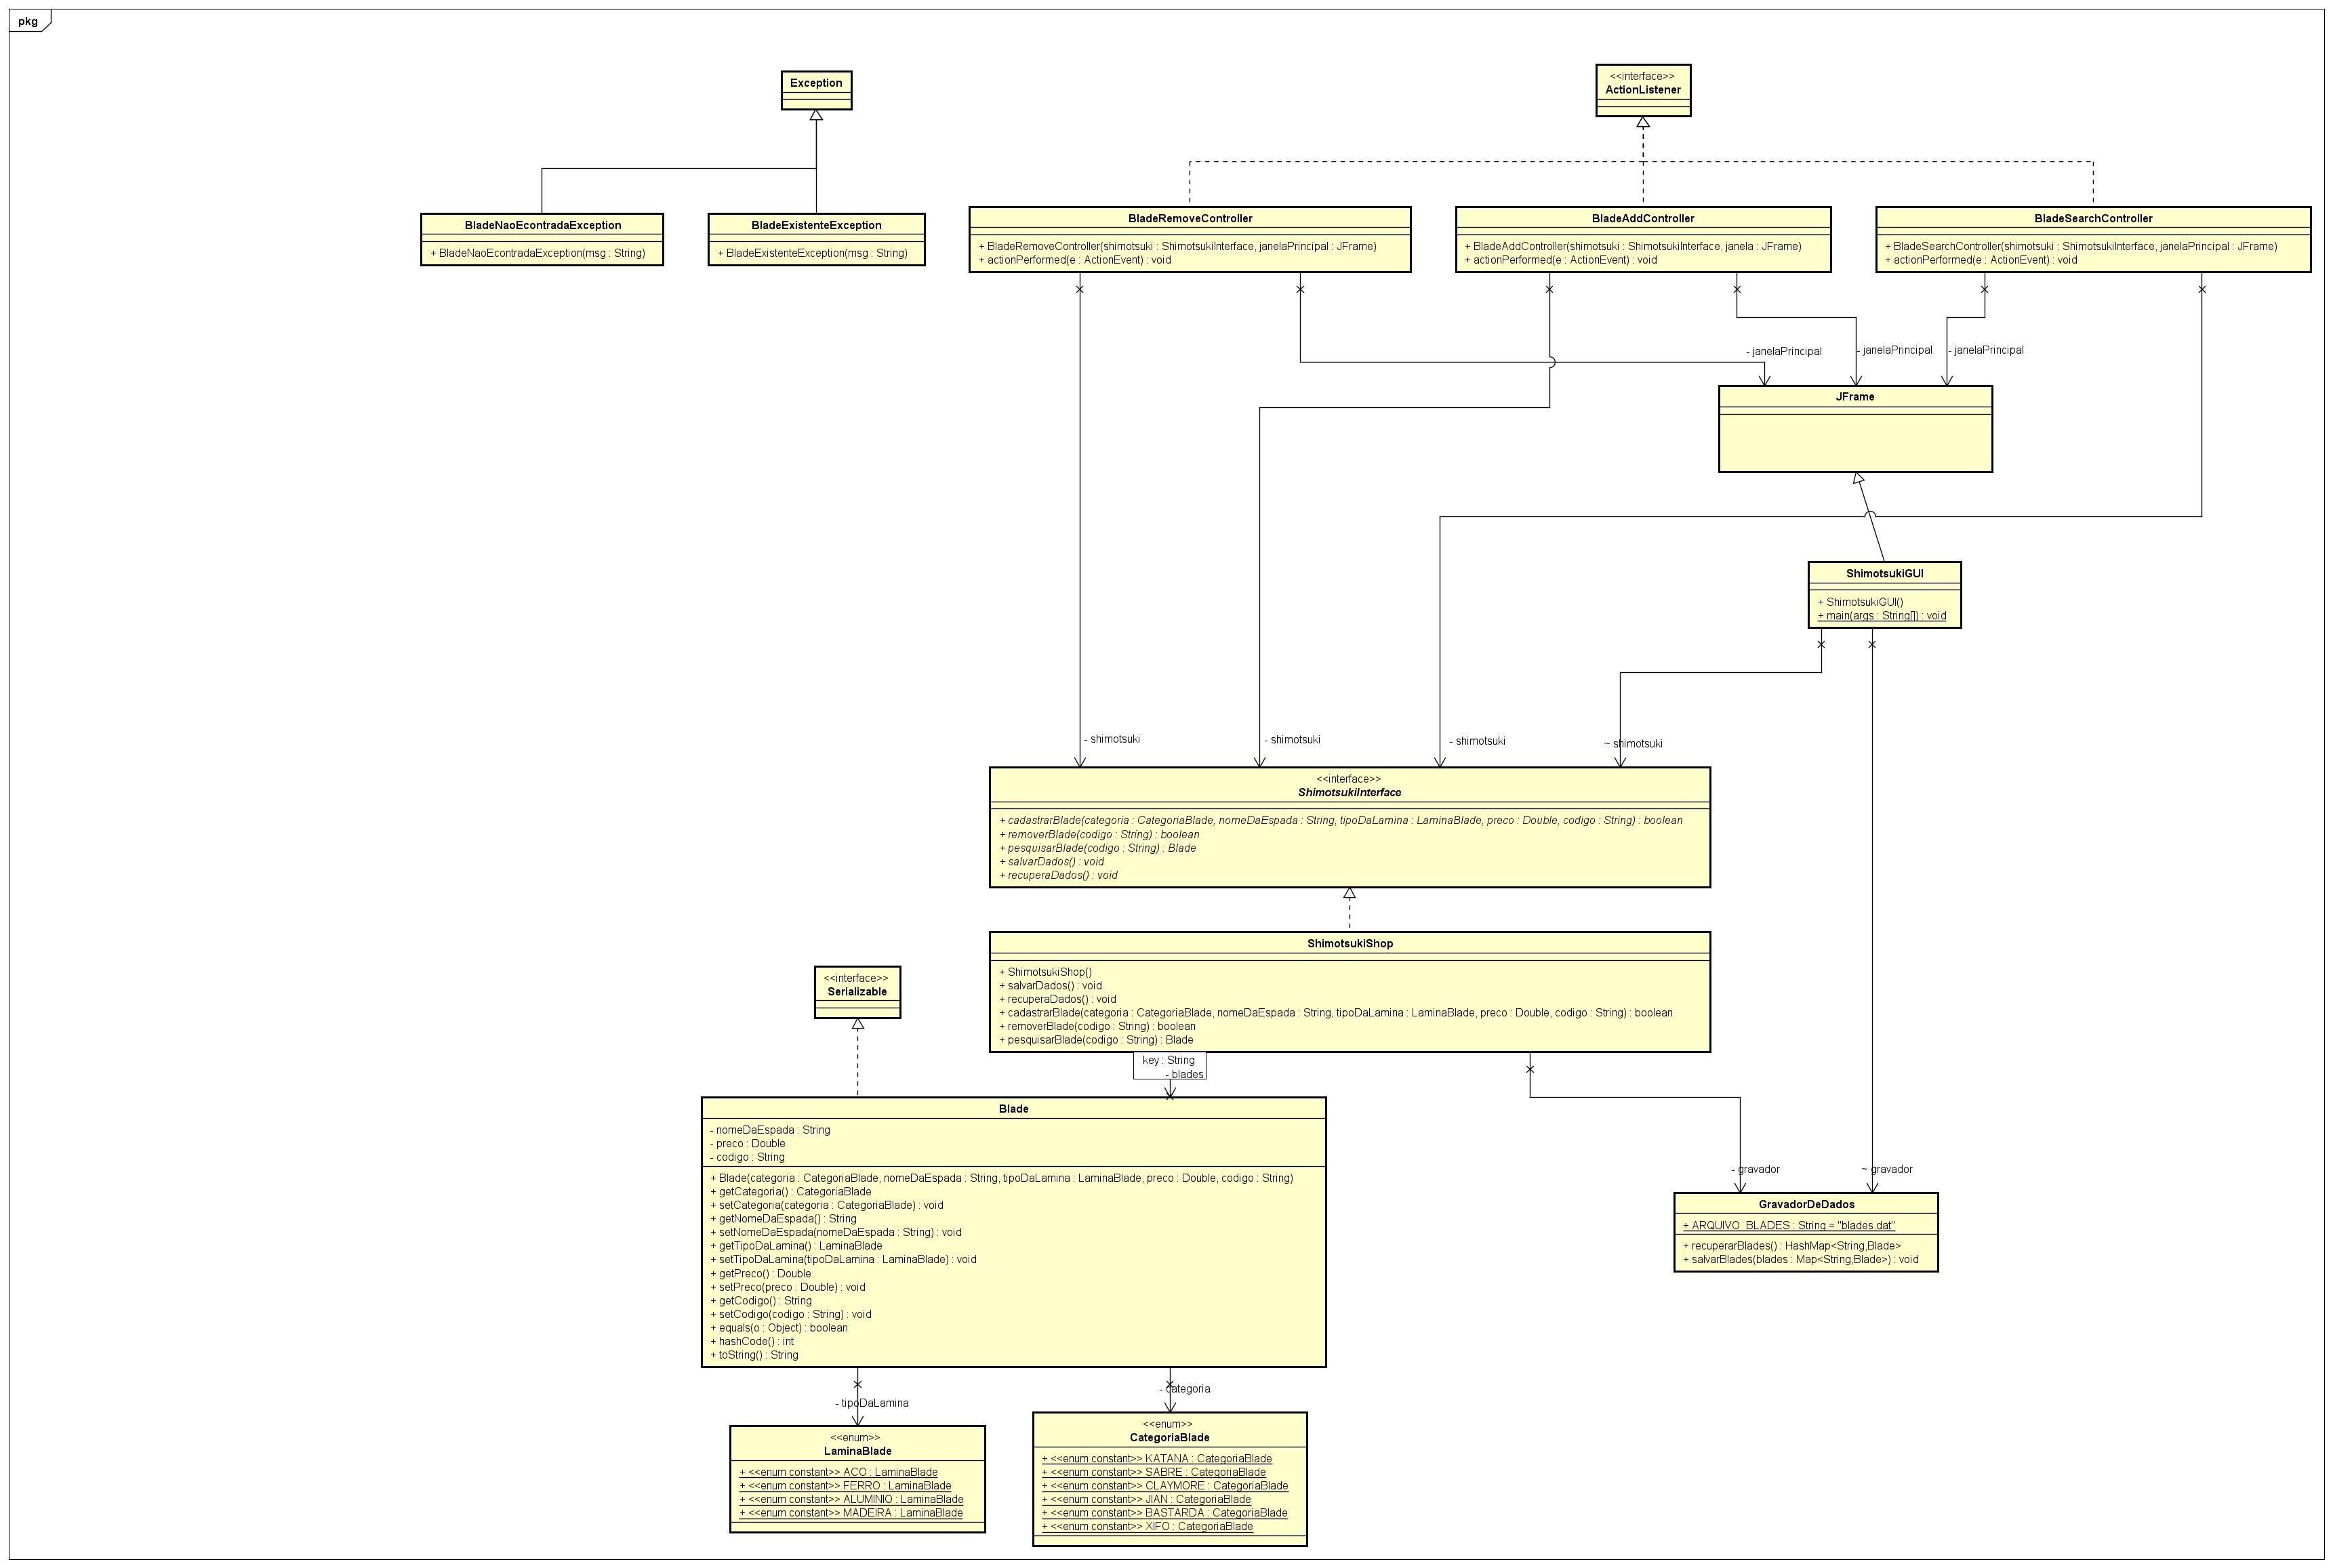 pkg
Exception
<<interface>>
ActionListener
BladeNaoEcontradaException
+ BladeNaoEcontradaException(msg : String)
BladeExistenteException
+ BladeExistenteException(msg : String)
BladeRemoveController
+ BladeRemoveController(shimotsuki : ShimotsukiInterface, janelaPrincipal : JFrame)
+ actionPerformed(e : ActionEvent) : void
BladeAddController
+ BladeAddController(shimotsuki : ShimotsukiInterface, janela : JFrame)
+ actionPerformed(e : ActionEvent) : void
BladeSearchController
+ BladeSearchController(shimotsuki : ShimotsukiInterface, janelaPrincipal : JFrame)
+ actionPerformed(e : ActionEvent) : void
- janelaPrincipal
- janelaPrincipal
- janelaPrincipal
JFrame
ShimotsukiGUI
+ ShimotsukiGUI()
+ main(args : String[]) : void
- shimotsuki
- shimotsuki
- shimotsuki
~ shimotsuki
<<interface>>
ShimotsukiInterface
+ cadastrarBlade(categoria : CategoriaBlade, nomeDaEspada : String, tipoDaLamina : LaminaBlade, preco : Double, codigo : String) : boolean
+ removerBlade(codigo : String) : boolean
+ pesquisarBlade(codigo : String) : Blade
+ salvarDados() : void
+ recuperaDados() : void
ShimotsukiShop
+ ShimotsukiShop()
+ salvarDados() : void
+ recuperaDados() : void
+ cadastrarBlade(categoria : CategoriaBlade, nomeDaEspada : String, tipoDaLamina : LaminaBlade, preco : Double, codigo : String) : boolean
+ removerBlade(codigo : String) : boolean
+ pesquisarBlade(codigo : String) : Blade
<<interface>>
Serializable
key : String
- blades
Blade
- nomeDaEspada : String
- preco : Double
- codigo : String
+ Blade(categoria : CategoriaBlade, nomeDaEspada : String, tipoDaLamina : LaminaBlade, preco : Double, codigo : String)
+ getCategoria() : CategoriaBlade
+ setCategoria(categoria : CategoriaBlade) : void
+ getNomeDaEspada() : String
+ setNomeDaEspada(nomeDaEspada : String) : void
+ getTipoDaLamina() : LaminaBlade
+ setTipoDaLamina(tipoDaLamina : LaminaBlade) : void
+ getPreco() : Double
+ setPreco(preco : Double) : void
+ getCodigo() : String
+ setCodigo(codigo : String) : void
+ equals(o : Object) : boolean
+ hashCode() : int
+ toString() : String
- gravador
~ gravador
GravadorDeDados
+ ARQUIVO_BLADES : String = "blades.dat"
+ recuperarBlades() : HashMap<String,Blade>
+ salvarBlades(blades : Map<String,Blade>) : void
- tipoDaLamina
- categoria
<<enum>>
LaminaBlade
+ <<enum constant>> ACO : LaminaBlade
+ <<enum constant>> FERRO : LaminaBlade
+ <<enum constant>> ALUMINIO : LaminaBlade
+ <<enum constant>> MADEIRA : LaminaBlade
<<enum>>
CategoriaBlade
+ <<enum constant>> KATANA : CategoriaBlade
+ <<enum constant>> SABRE : CategoriaBlade
+ <<enum constant>> CLAYMORE : CategoriaBlade
+ <<enum constant>> JIAN : CategoriaBlade
+ <<enum constant>> BASTARDA : CategoriaBlade
+ <<enum constant>> XIFO : CategoriaBlade